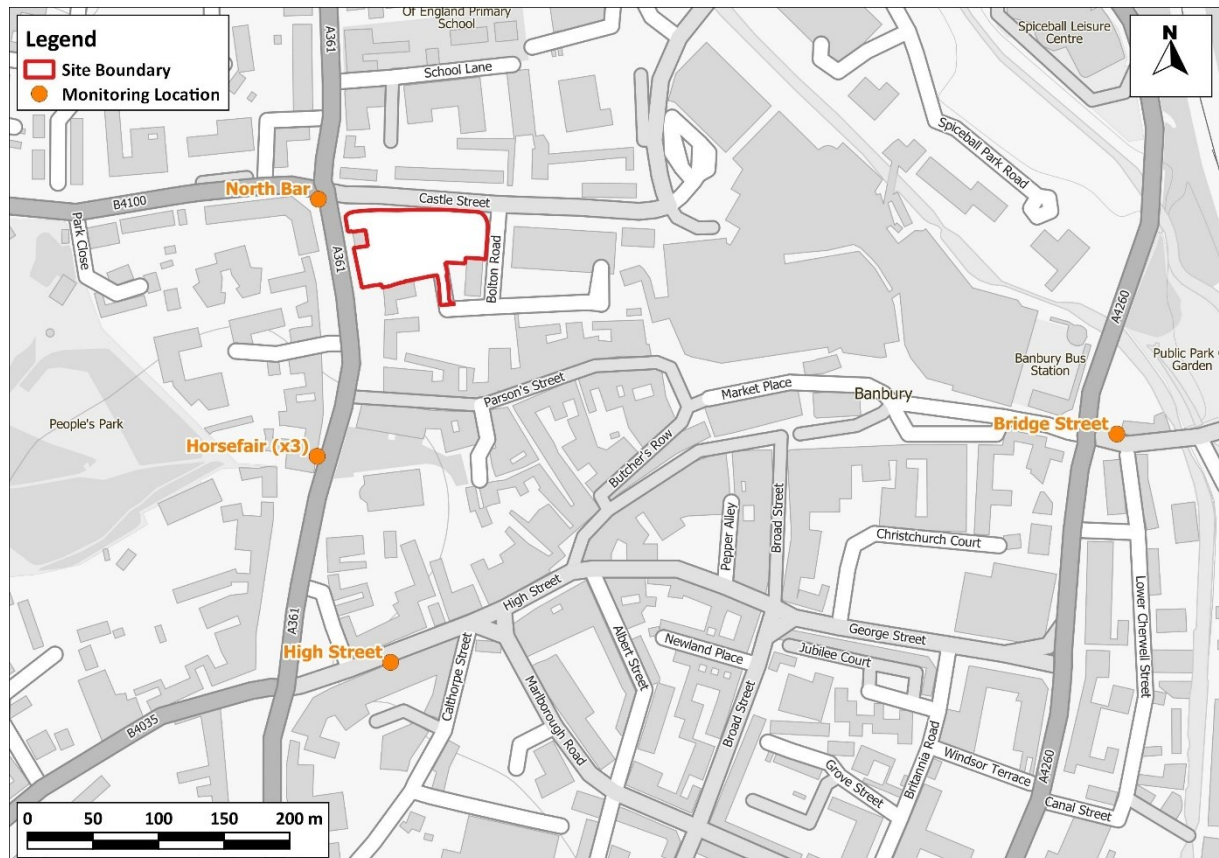 Legend
Site Boundary
Monitoring Location
Of England Primary
School
A361
School Lane
Spiceball Leisure
Centre
N
Spiceball Park Road
North Bar
B4100
Castle Street
Park Close
A361
Bolton Road
A4260
Banbury Bus
Station
Public Park Or
Garden
Parson's Street
Market Place
Banbury
People's Park
Horsefair (x3)
Bridge Street
Butcher's Row
Pepper Alley
Broad Street
Christchurch Court
High Street
A361
High Street
Calthorpe Street
Albert Street
Newland Place
George Street
Jubilee Court
Lower Cherwell Street
Marlborough Road
Broad Street
B4035
Britannia Road
Windsor Terrace
Grove Street
A4260
Canal Street
0 50 100 150 200 m